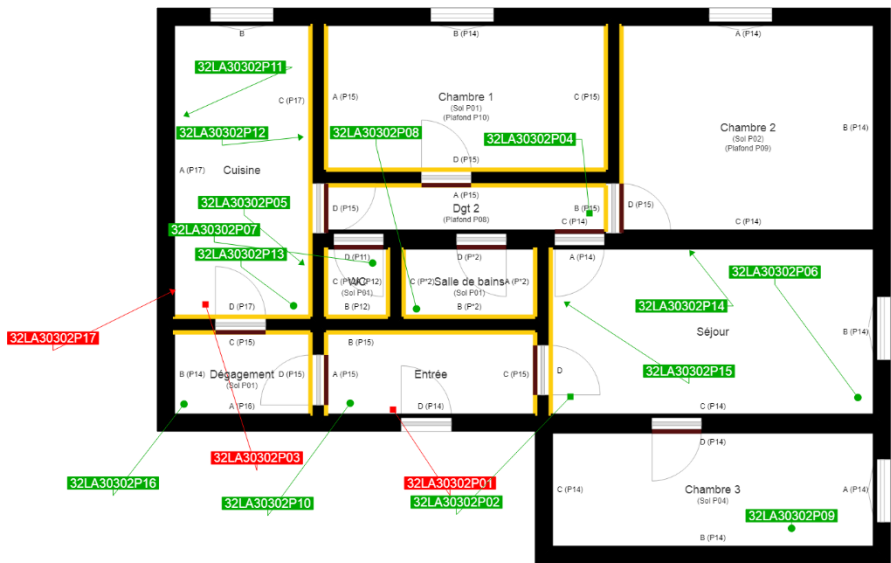 B
B (P14)
A (P14)
32LA30302P11
C (P17)
A (P15)
Chambre 1
(Sol P01)
(Plafond P10)
C (P15)
D (P15)
32LA30302P12
32LA30302P08
32LA30302P04
Chambre 2
(Sol P02)
(Plafond P09)
B (P14)
C (P14)
D (P15)
A (P17)
Cuisine
32LA30302P05
32LA30302P07
32LA30302P13
D (P17)
D (P15)
A (P15)
Dgt 2
(Plafond P08)
B (P15)
C (P14)
D (P11)
WC
(Sol P01)
B (P12)
D (P*2)
C (P*2)
Salle de bains
(Sol P01)
A (P*2)
B (P*2)
A (P14)
32LA30302P06
32LA30302P14
Séjour
B (P14)
32LA30302P15
D
C (P14)
32LA30302P17
C (P15)
Dégagement
(Sol P01)
B (P14)
D (P15)
A (P16)
B (P15)
A (P15)
Entrée
C (P15)
D (P14)
32LA30302P03
32LA30302P16
32LA30302P10
32LA30302P01
32LA30302P02
D (P14)
C (P14)
Chambre 3
(Sol P04)
A (P14)
32LA30302P09
B (P14)